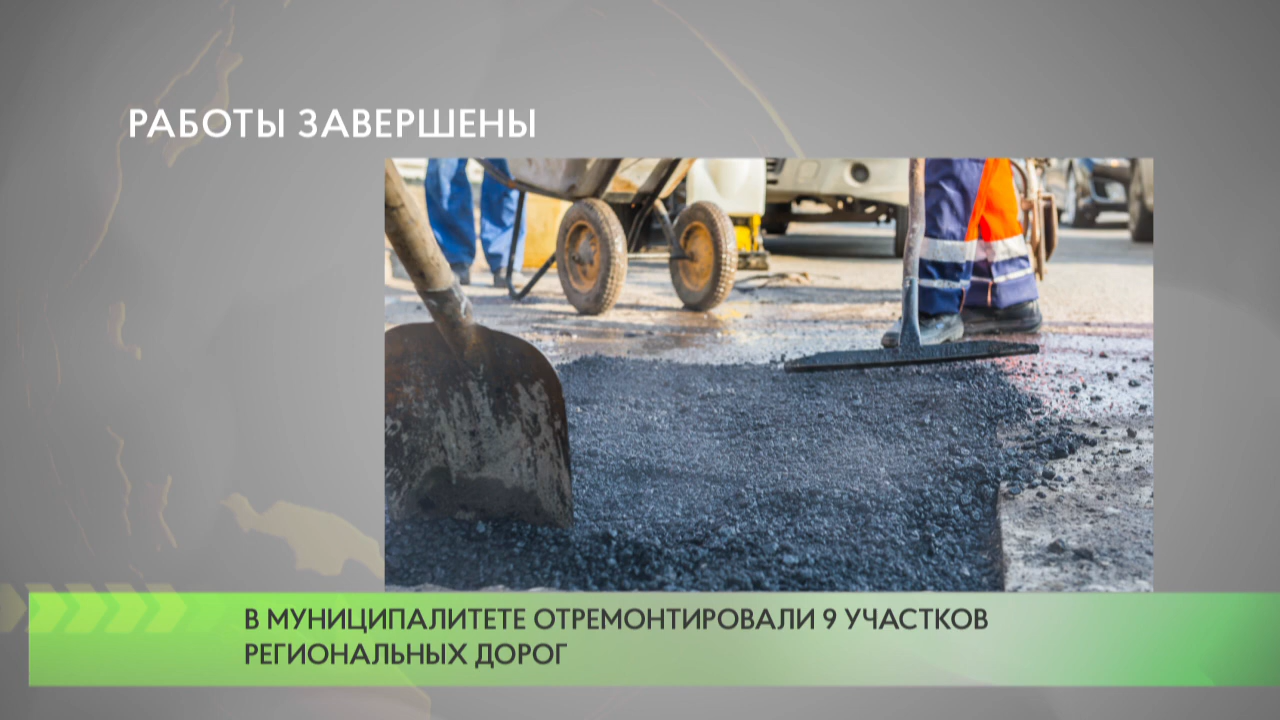 РАБОТЫ ЗАВЕРШЕНЫ
В МУНИЦИПАЛИТЕТЕ ОТРЕМОНТИРОВАЛИ 9 УЧАСТКОВ
РЕГИОНАЛЬНЫХ ДОРОГ